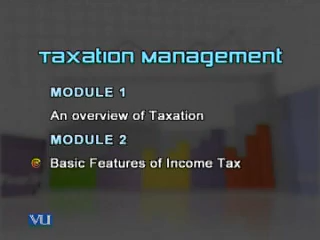 Taxation Management
MODULE 1
An overview of Taxation
MODULE 2
Basic Features of Income Tax
VU